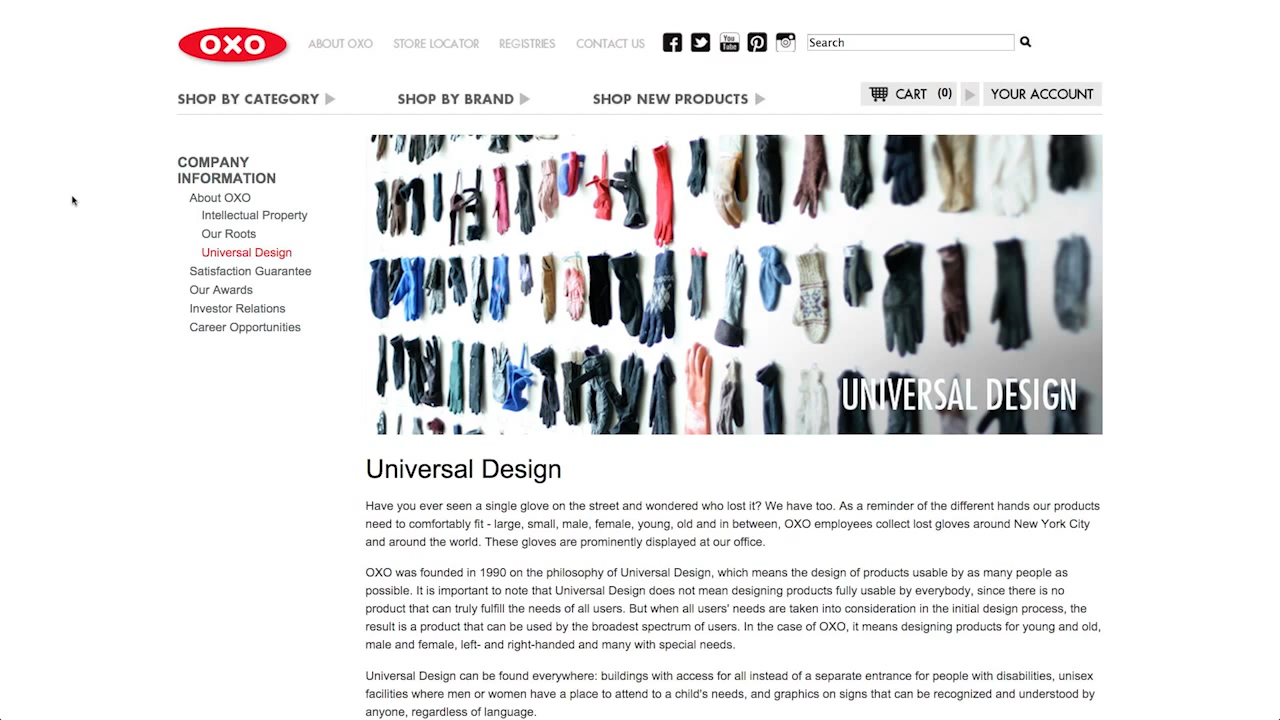 OXO
ABOUT OXO STORE LOCATOR REGISTRIES CONTACT US You Tube Search
SHOP BY CATEGORY SHOP BY BRAND SHOP NEW PRODUCTS CART (0) YOUR ACCOUNT
COMPANY
INFORMATION
About OXO
Intellectual Property
Our Roots
Universal Design
Satisfaction Guarantee
Our Awards
Investor Relations
Career Opportunities
UNIVERSAL DESIGN
Universal Design
Have you ever seen a single glove on the street and wondered who lost it? We have too. As a reminder of the different hands our products
need to comfortably fit - large, small, male, female, young, old and in between, OXO employees collect lost gloves around New York City
and around the world. These gloves are prominently displayed at our office.
OXO was founded in 1990 on the philosophy of Universal Design, which means the design of products usable by as many people as
possible. It is important to note that Universal Design does not mean designing products fully usable by everybody, since there is no
product that can truly fulfill the needs of all users. But when all users' needs are taken into consideration in the initial design process, the
result is a product that can be used by the broadest spectrum of users. In the case of OXO, it means designing products for young and old,
male and female, left- and right-handed and many with special needs.
Universal Design can be found everywhere: buildings with access for all instead of a separate entrance for people with disabilities, unisex
facilities where men or women have a place to attend to a child's needs, and graphics on signs that can be recognized and understood by
anyone, regardless of language.